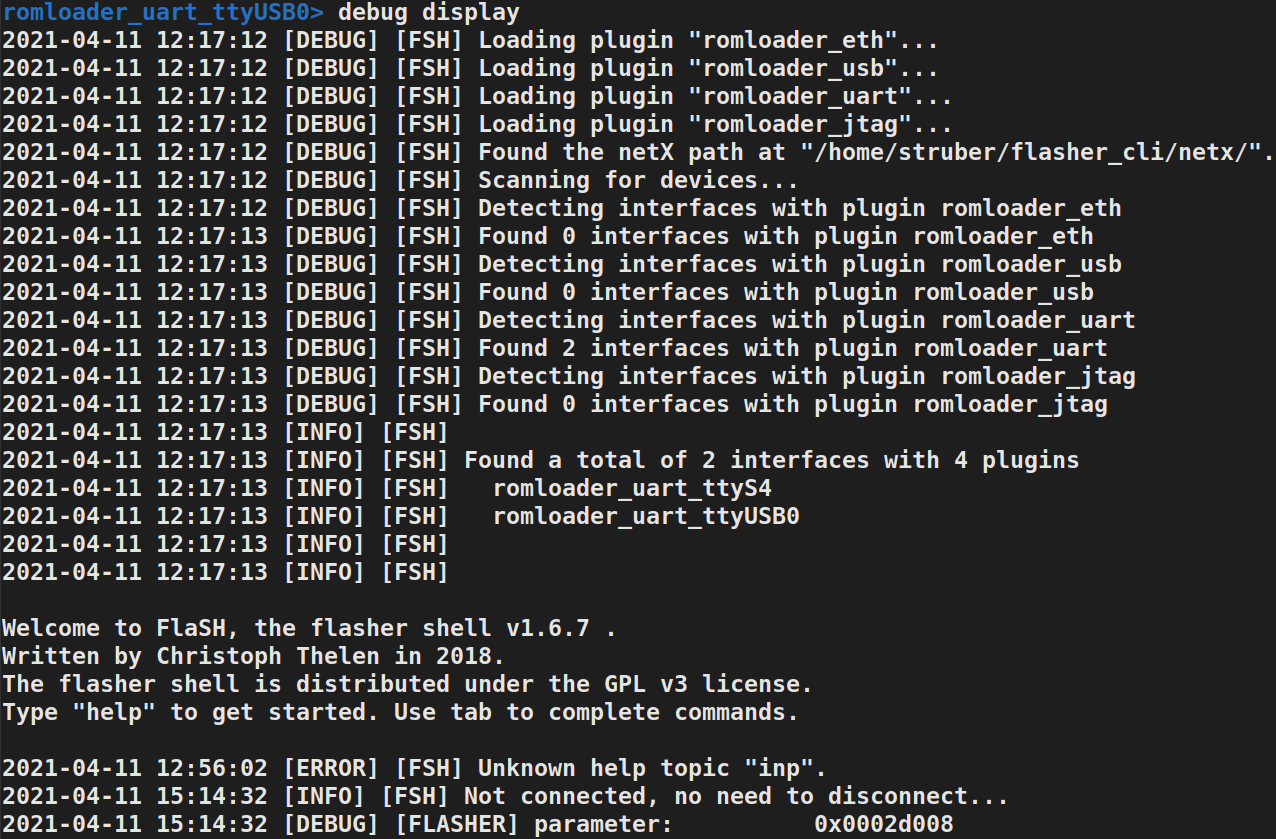 romloader_uart_ttyUSB0> debug display
2021-04-11 12:17:12 [DEBUG] [FSH] Loading plugin "romloader_eth"...
2021-04-11 12:17:12 [DEBUG] [FSH] Loading plugin "romloader_usb"...
2021-04-11 12:17:12 [DEBUG] [FSH] Loading plugin "romloader_uart"...
2021-04-11 12:17:12 [DEBUG] [FSH] Loading plugin "romloader_jtag"...
2021-04-11 12:17:12 [DEBUG] [FSH] Found the netX path at "/home/struber/flasher_cli/netx/".
2021-04-11 12:17:12 [DEBUG] [FSH] Scanning for devices...
2021-04-11 12:17:12 [DEBUG] [FSH] Detecting interfaces with plugin romloader_eth
2021-04-11 12:17:13 [DEBUG] [FSH] Found 0 interfaces with plugin romloader_eth
2021-04-11 12:17:13 [DEBUG] [FSH] Detecting interfaces with plugin romloader_usb
2021-04-11 12:17:13 [DEBUG] [FSH] Found 0 interfaces with plugin romloader_usb
2021-04-11 12:17:13 [DEBUG] [FSH] Detecting interfaces with plugin romloader_uart
2021-04-11 12:17:13 [DEBUG] [FSH] Found 2 interfaces with plugin romloader_uart
2021-04-11 12:17:13 [DEBUG] [FSH] Detecting interfaces with plugin romloader_jtag
2021-04-11 12:17:13 [DEBUG] [FSH] Found 0 interfaces with plugin romloader_jtag
2021-04-11 12:17:13 [INFO] [FSH]
2021-04-11 12:17:13 [INFO] [FSH] Found a total of 2 interfaces with 4 plugins
2021-04-11 12:17:13 [INFO] [FSH]   romloader_uart_ttyS4
2021-04-11 12:17:13 [INFO] [FSH]   romloader_uart_ttyUSB0
2021-04-11 12:17:13 [INFO] [FSH]
2021-04-11 12:17:13 [INFO] [FSH]
Welcome to FlaSH, the flasher shell v1.6.7 .
Written by Christoph Thelen in 2018.
The flasher shell is distributed under the GPL v3 license.
Type "help" to get started. Use tab to complete commands.
2021-04-11 12:56:02 [ERROR] [FSH] Unknown help topic "inp".
2021-04-11 15:14:32 [INFO] [FSH] Not connected, no need to disconnect...
2021-04-11 15:14:32 [DEBUG] [FLASHER] parameter:          0x0002d008